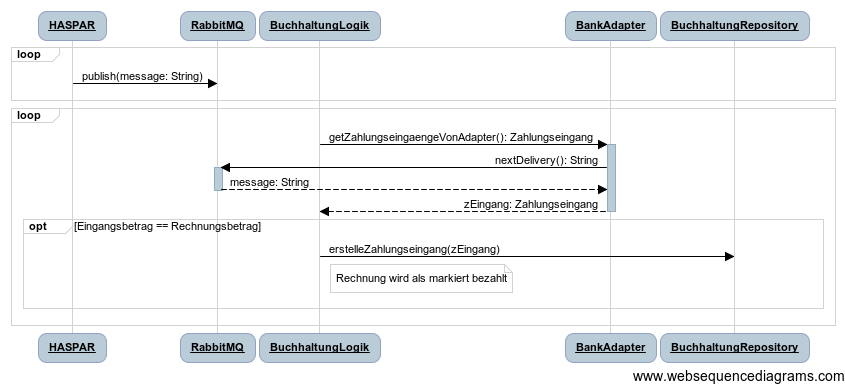 HASPAR RabbitMQ BuchhaltungLogik BankAdapter BuchhaltungRepository
loop
publish(message: String)
loop
getZahlungseingaengeVonAdapter(): Zahlungseingang
nextDelivery(): String
message: String
zEingang: Zahlungseingang
opt [Eingangsbetrag == Rechnungsbetrag]
erstelleZahlungseingang(zEingang)
Rechnung wird als markiert bezahlt
HASPAR RabbitMQ BuchhaltungLogik BankAdapter BuchhaltungRepository
www.websequencediagrams.com